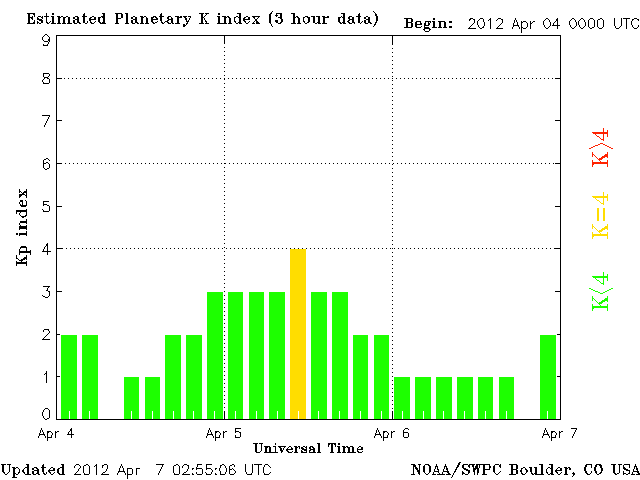 Estimated Planetary K index (3 hour data) Begin: 2012 Apr 04 0000 UTC
9
8
7
6
5
4
3
2
1
0
Kp index
K>4
K=4
K<4
Apr 4 Apr 5 Apr 6 Apr 7
Universal Time
Updated 2012 Apr 7 02:55:06 UTC NOAA/SWPC Boulder, CO USA